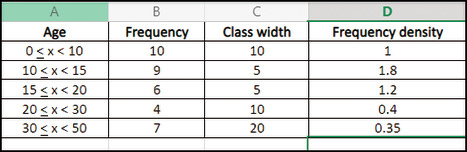 A B C D
Age Frequency Class width Frequency density
0 ≤ x < 10 10 10 1
10 ≤ x < 15 9 5 1.8
15 ≤ x < 20 6 5 1.2
20 ≤ x < 30 4 10 0.4
30 ≤ x < 50 7 20 0.35